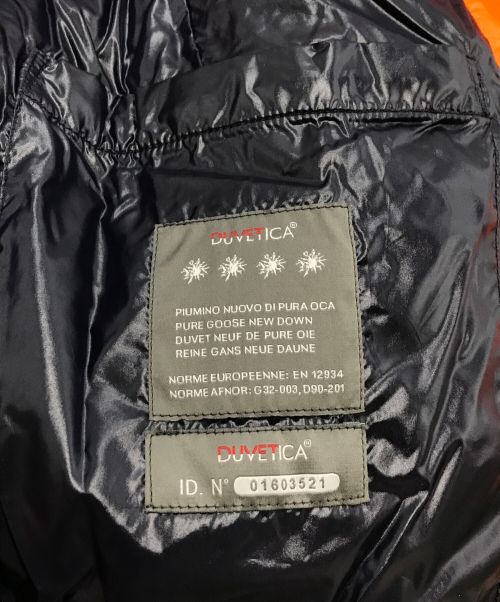 DUVETICA®
PIUMINO NUOVO DI PURA OCA
PURE GOOSE NEW DOWN
DUVET NEUF DE PURE OIE
REINE GANS NEUE DAUNE
NORME EUROPEENNE: EN 12934
NORME AFNOR: G32-003, D90-201
DUVETICA
ID. N° 01603521